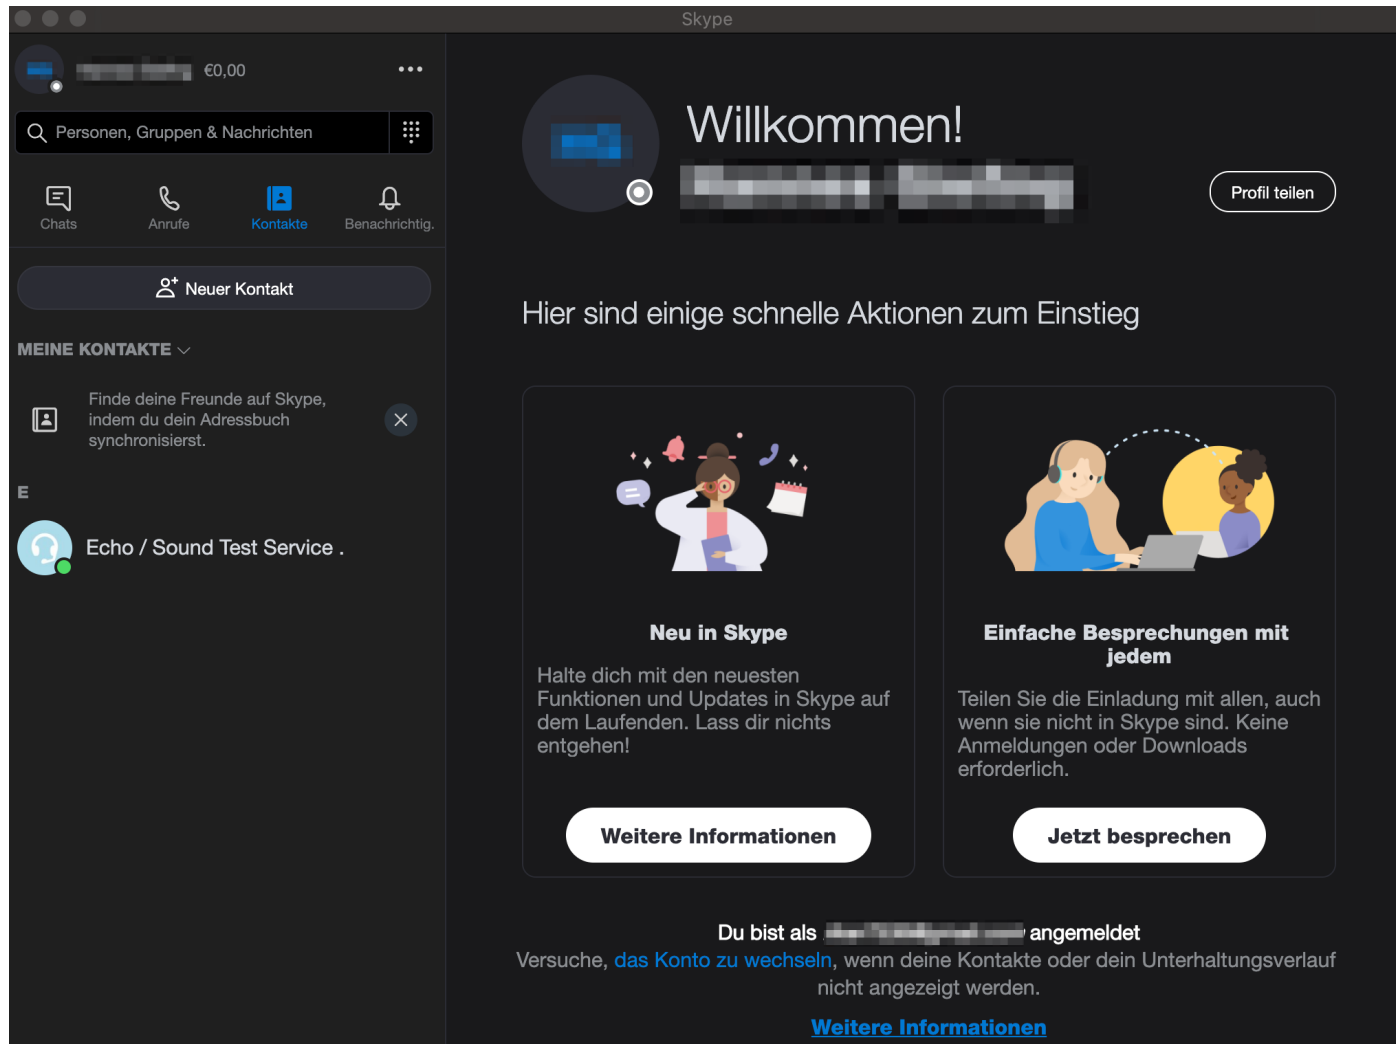 Skype
€0,00
Personen, Gruppen & Nachrichten
Chats
Anrufe
Kontakte
Benachrichtig.
Neuer Kontakt
MEINE KONTAKTE
Finde deine Freunde auf Skype,
indem du dein Adressbuch
synchronisierst.
E
Echo / Sound Test Service .
Willkommen!
Profil teilen
Hier sind einige schnelle Aktionen zum Einstieg
Neu in Skype
Halte dich mit den neuesten
Funktionen und Updates in Skype auf
dem Laufenden. Lass dir nichts
entgehen!
Weitere Informationen
Einfache Besprechungen mit
jedem
Teilen Sie die Einladung mit allen, auch
wenn sie nicht in Skype sind. Keine
Anmeldungen oder Downloads
erforderlich.
Jetzt besprechen
Du bist als angemeldet
Versuche, das Konto zu wechseln, wenn deine Kontakte oder dein Unterhaltungsverlauf
nicht angezeigt werden.
Weitere Informationen